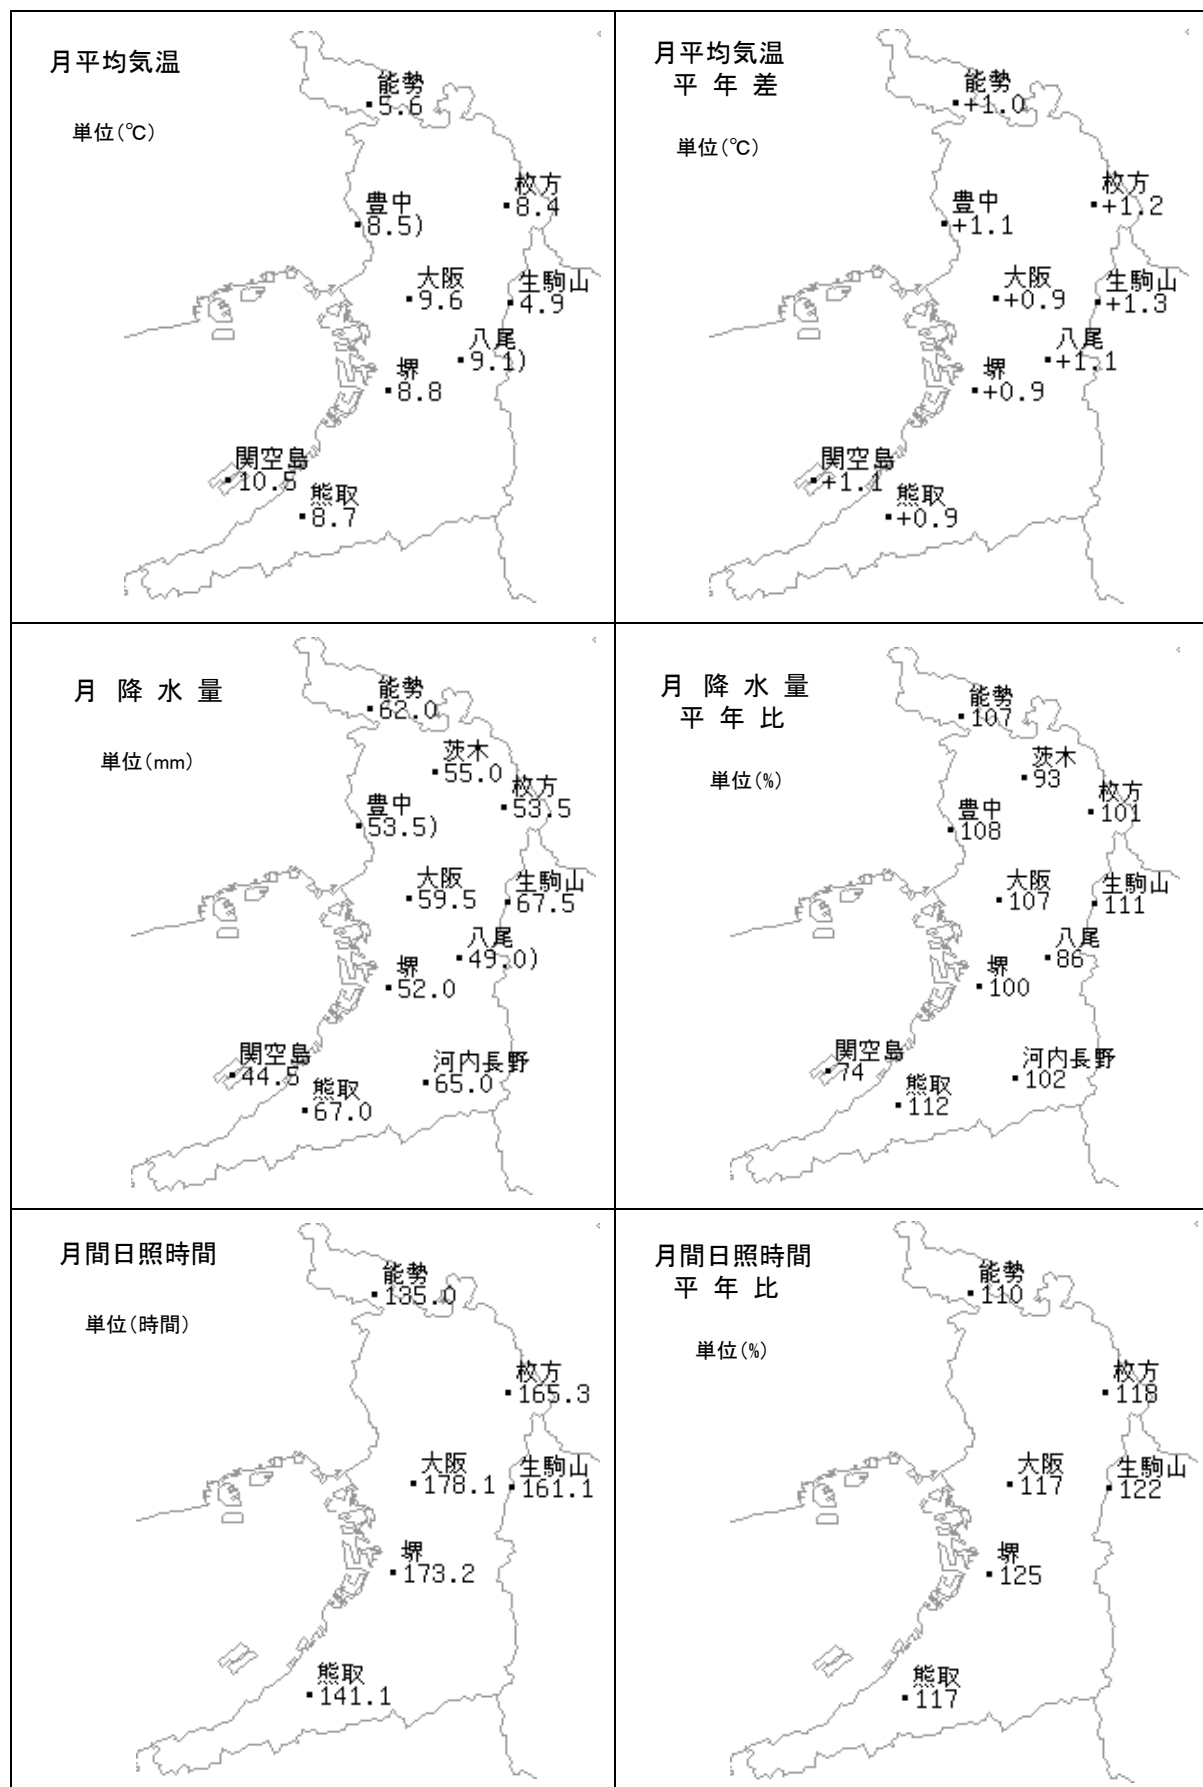 月平均気温
単位(℃)
能勢
5.6
枚方
8.4
豊中
8.5)
大阪
9.6
生駒山
4.9
八尾
9.1)
堺
8.8
関空島
10.5
熊取
8.7
月平均気温
平年差
単位(℃)
能勢
+1.0
枚方
+1.2
豊中
+1.1
大阪
+0.9
生駒山
+1.3
八尾
+1.1
堺
+0.9
関空島
+1.1
熊取
+0.9
月降水量
単位(mm)
能勢
62.0
茨木
55.0
枚方
53.5
豊中
53.5)
大阪
59.5
生駒山
67.5
八尾
49.0)
堺
52.0
関空島
44.5
河内長野
65.0
熊取
67.0
月降水量
平年比
単位(%)
能勢
107
茨木
93
枚方
101
豊中
108
大阪
107
生駒山
111
八尾
86
堺
100
関空島
74
河内長野
102
熊取
112
月間日照時間
単位(時間)
能勢
135.0
枚方
165.3
大阪
178.1
生駒山
161.1
堺
173.2
熊取
141.1
月間日照時間
平年比
単位(%)
能勢
110
枚方
118
大阪
117
生駒山
122
堺
125
熊取
117